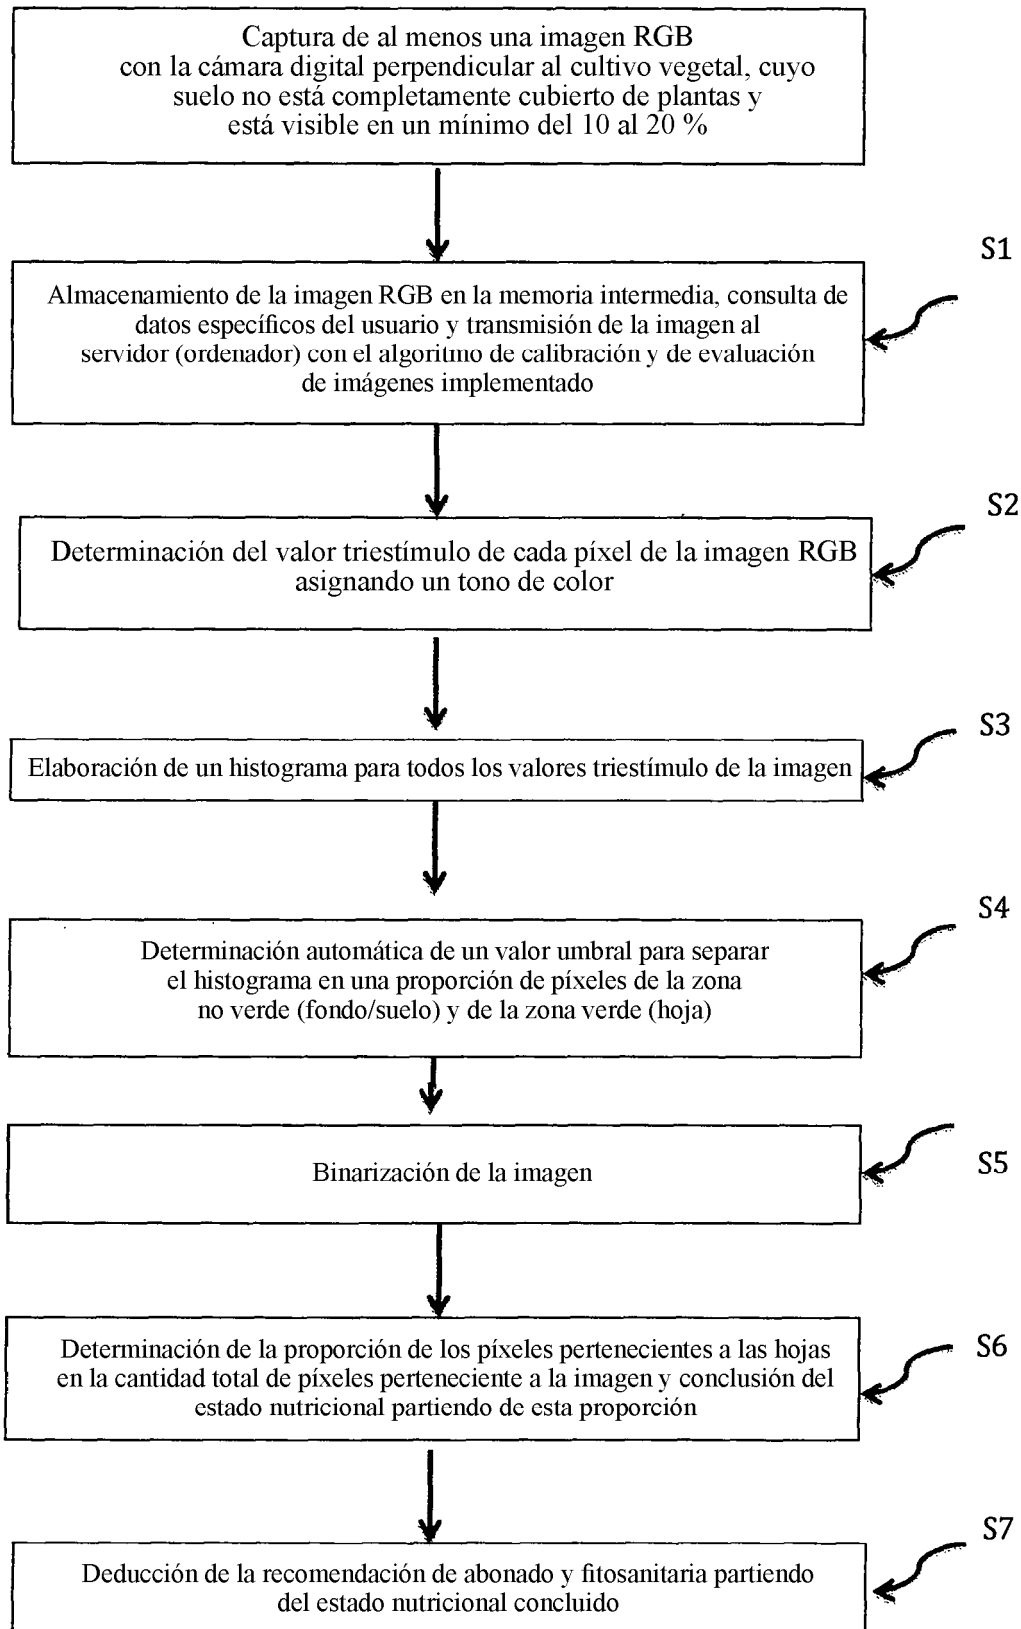 Captura de al menos una imagen RGB
con la cámara digital perpendicular al cultivo vegetal, cuyo
suelo no está completamente cubierto de plantas y
está visible en un mínimo del 10 al 20 %
S1
Almacenamiento de la imagen RGB en la memoria intermedia, consulta de
datos específicos del usuario y transmisión de la imagen al
servidor (ordenador) con el algoritmo de calibración y de evaluación
de imágenes implementado
S2
Determinación del valor triestímulo de cada píxel de la imagen RGB
asignando un tono de color
S3
Elaboración de un histograma para todos los valores triestímulo de la imagen
S4
Determinación automática de un valor umbral para separar
el histograma en una proporción de píxeles de la zona
no verde (fondo/suelo) y de la zona verde (hoja)
Binarización de la imagen
S5
Determinación de la proporción de los píxeles pertenecientes a las hojas
en la cantidad total de píxeles perteneciente a la imagen y conclusión del
estado nutricional partiendo de esta proporción
S6
S7
Deducción de la recomendación de abonado y fitosanitaria partiendo
del estado nutricional concluido